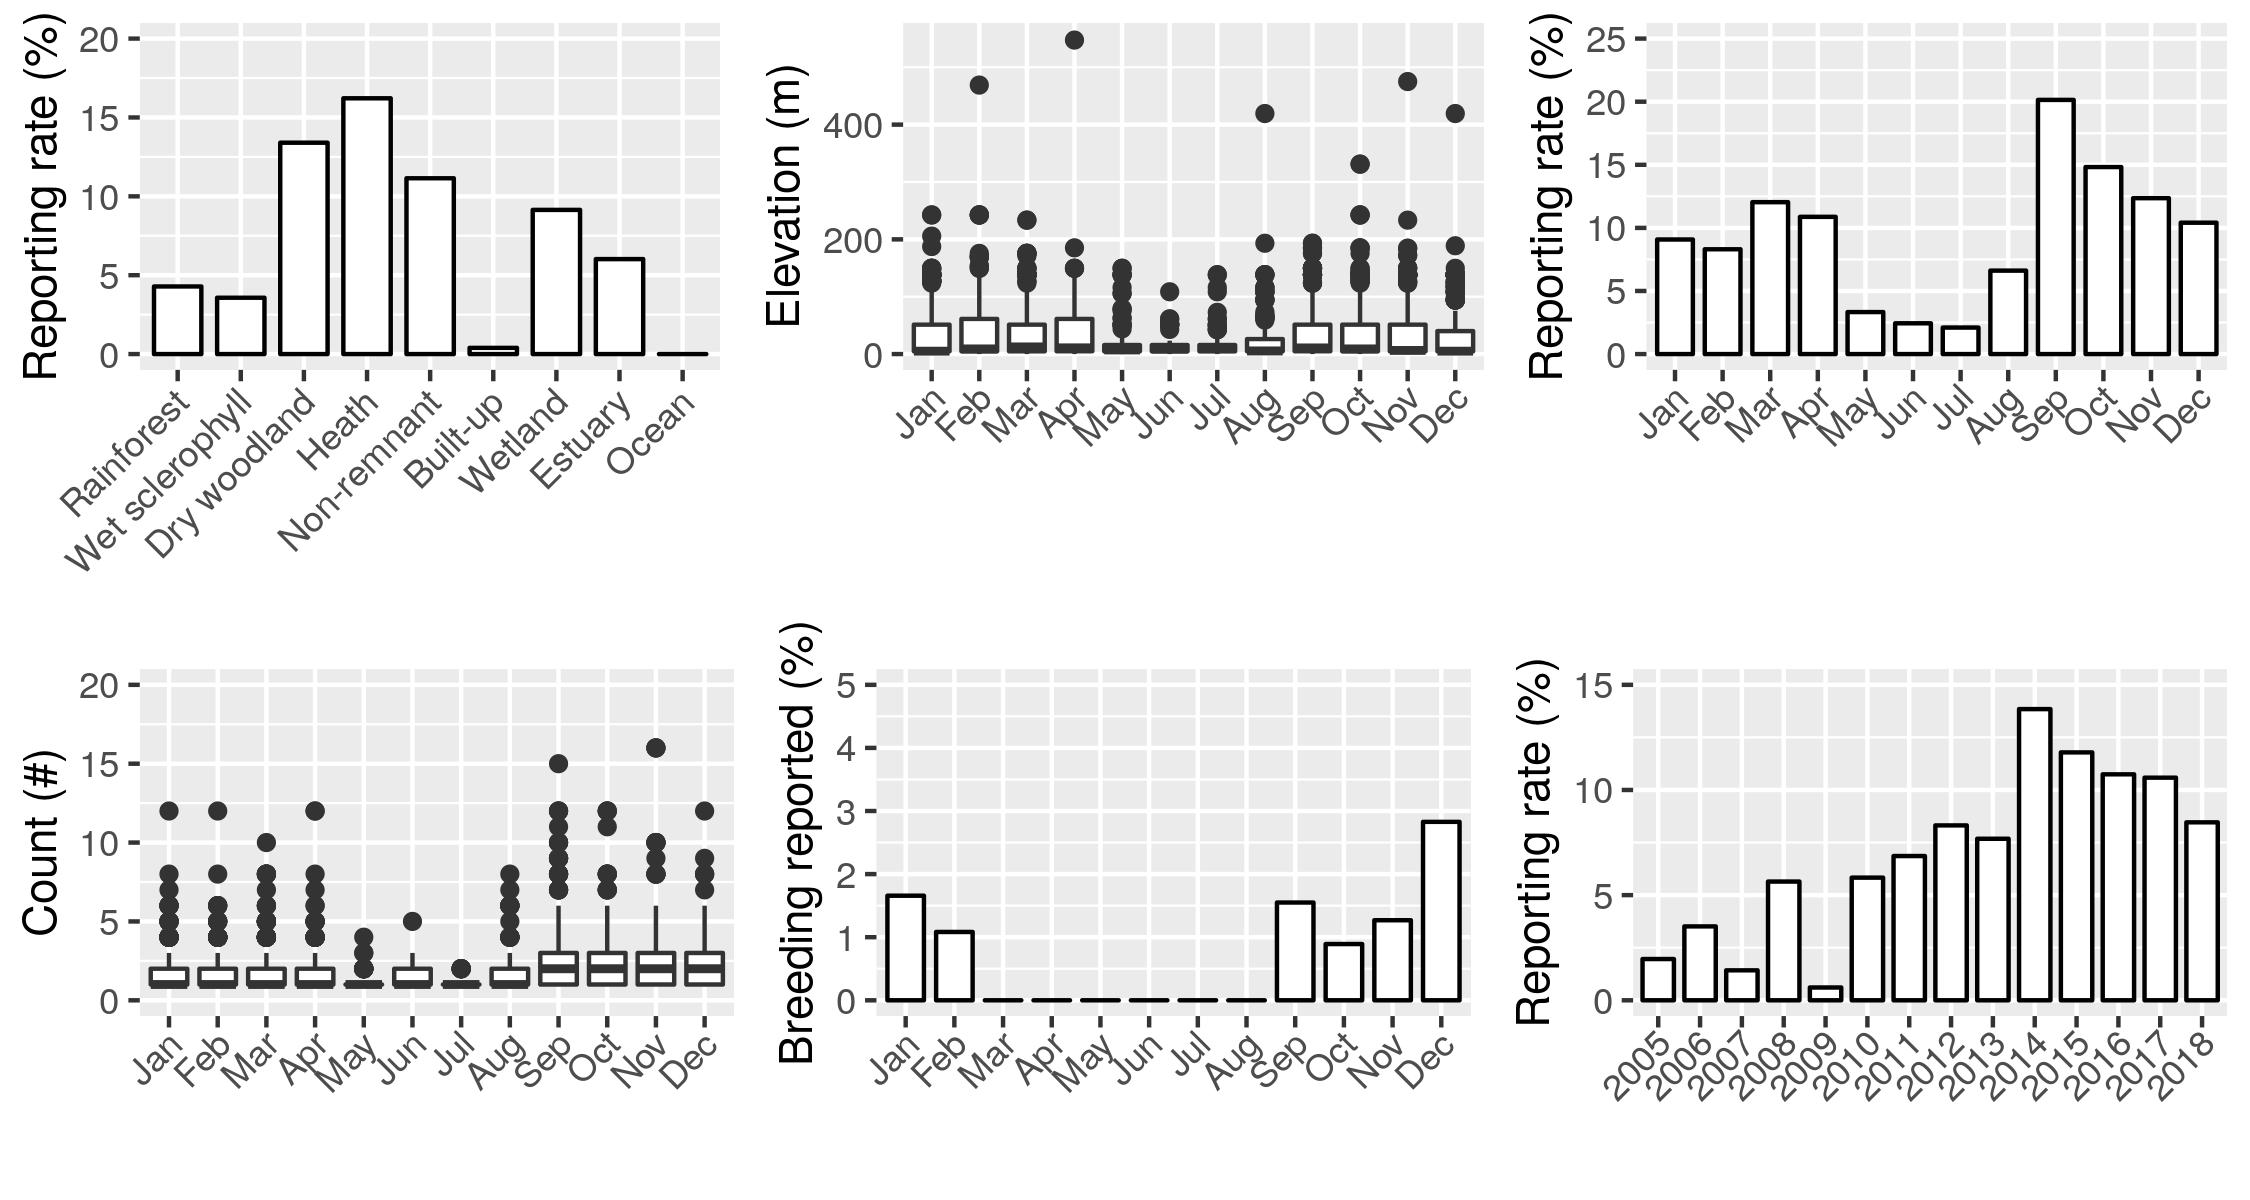 Reporting rate (%)
20
15
10
5
0
Rainforest
Wet sclerophyll
Dry woodland
Heath
Non-remnant
Built-up
Wetland
Estuary
Ocean
Elevation (m)
400
200
0
Jan
Feb
Mar
Apr
May
Jun
Jul
Aug
Sep
Oct
Nov
Dec
Reporting rate (%)
25
20
15
10
5
0
Jan
Feb
Mar
Apr
May
Jun
Jul
Aug
Sep
Oct
Nov
Dec
Count (#)
20
15
10
5
0
Jan
Feb
Mar
Apr
May
Jun
Jul
Aug
Sep
Oct
Nov
Dec
Breeding reported (%)
5
4
3
2
1
0
Jan
Feb
Mar
Apr
May
Jun
Jul
Aug
Sep
Oct
Nov
Dec
Reporting rate (%)
15
10
5
0
2005
2006
2007
2008
2009
2010
2011
2012
2013
2014
2015
2016
2017
2018